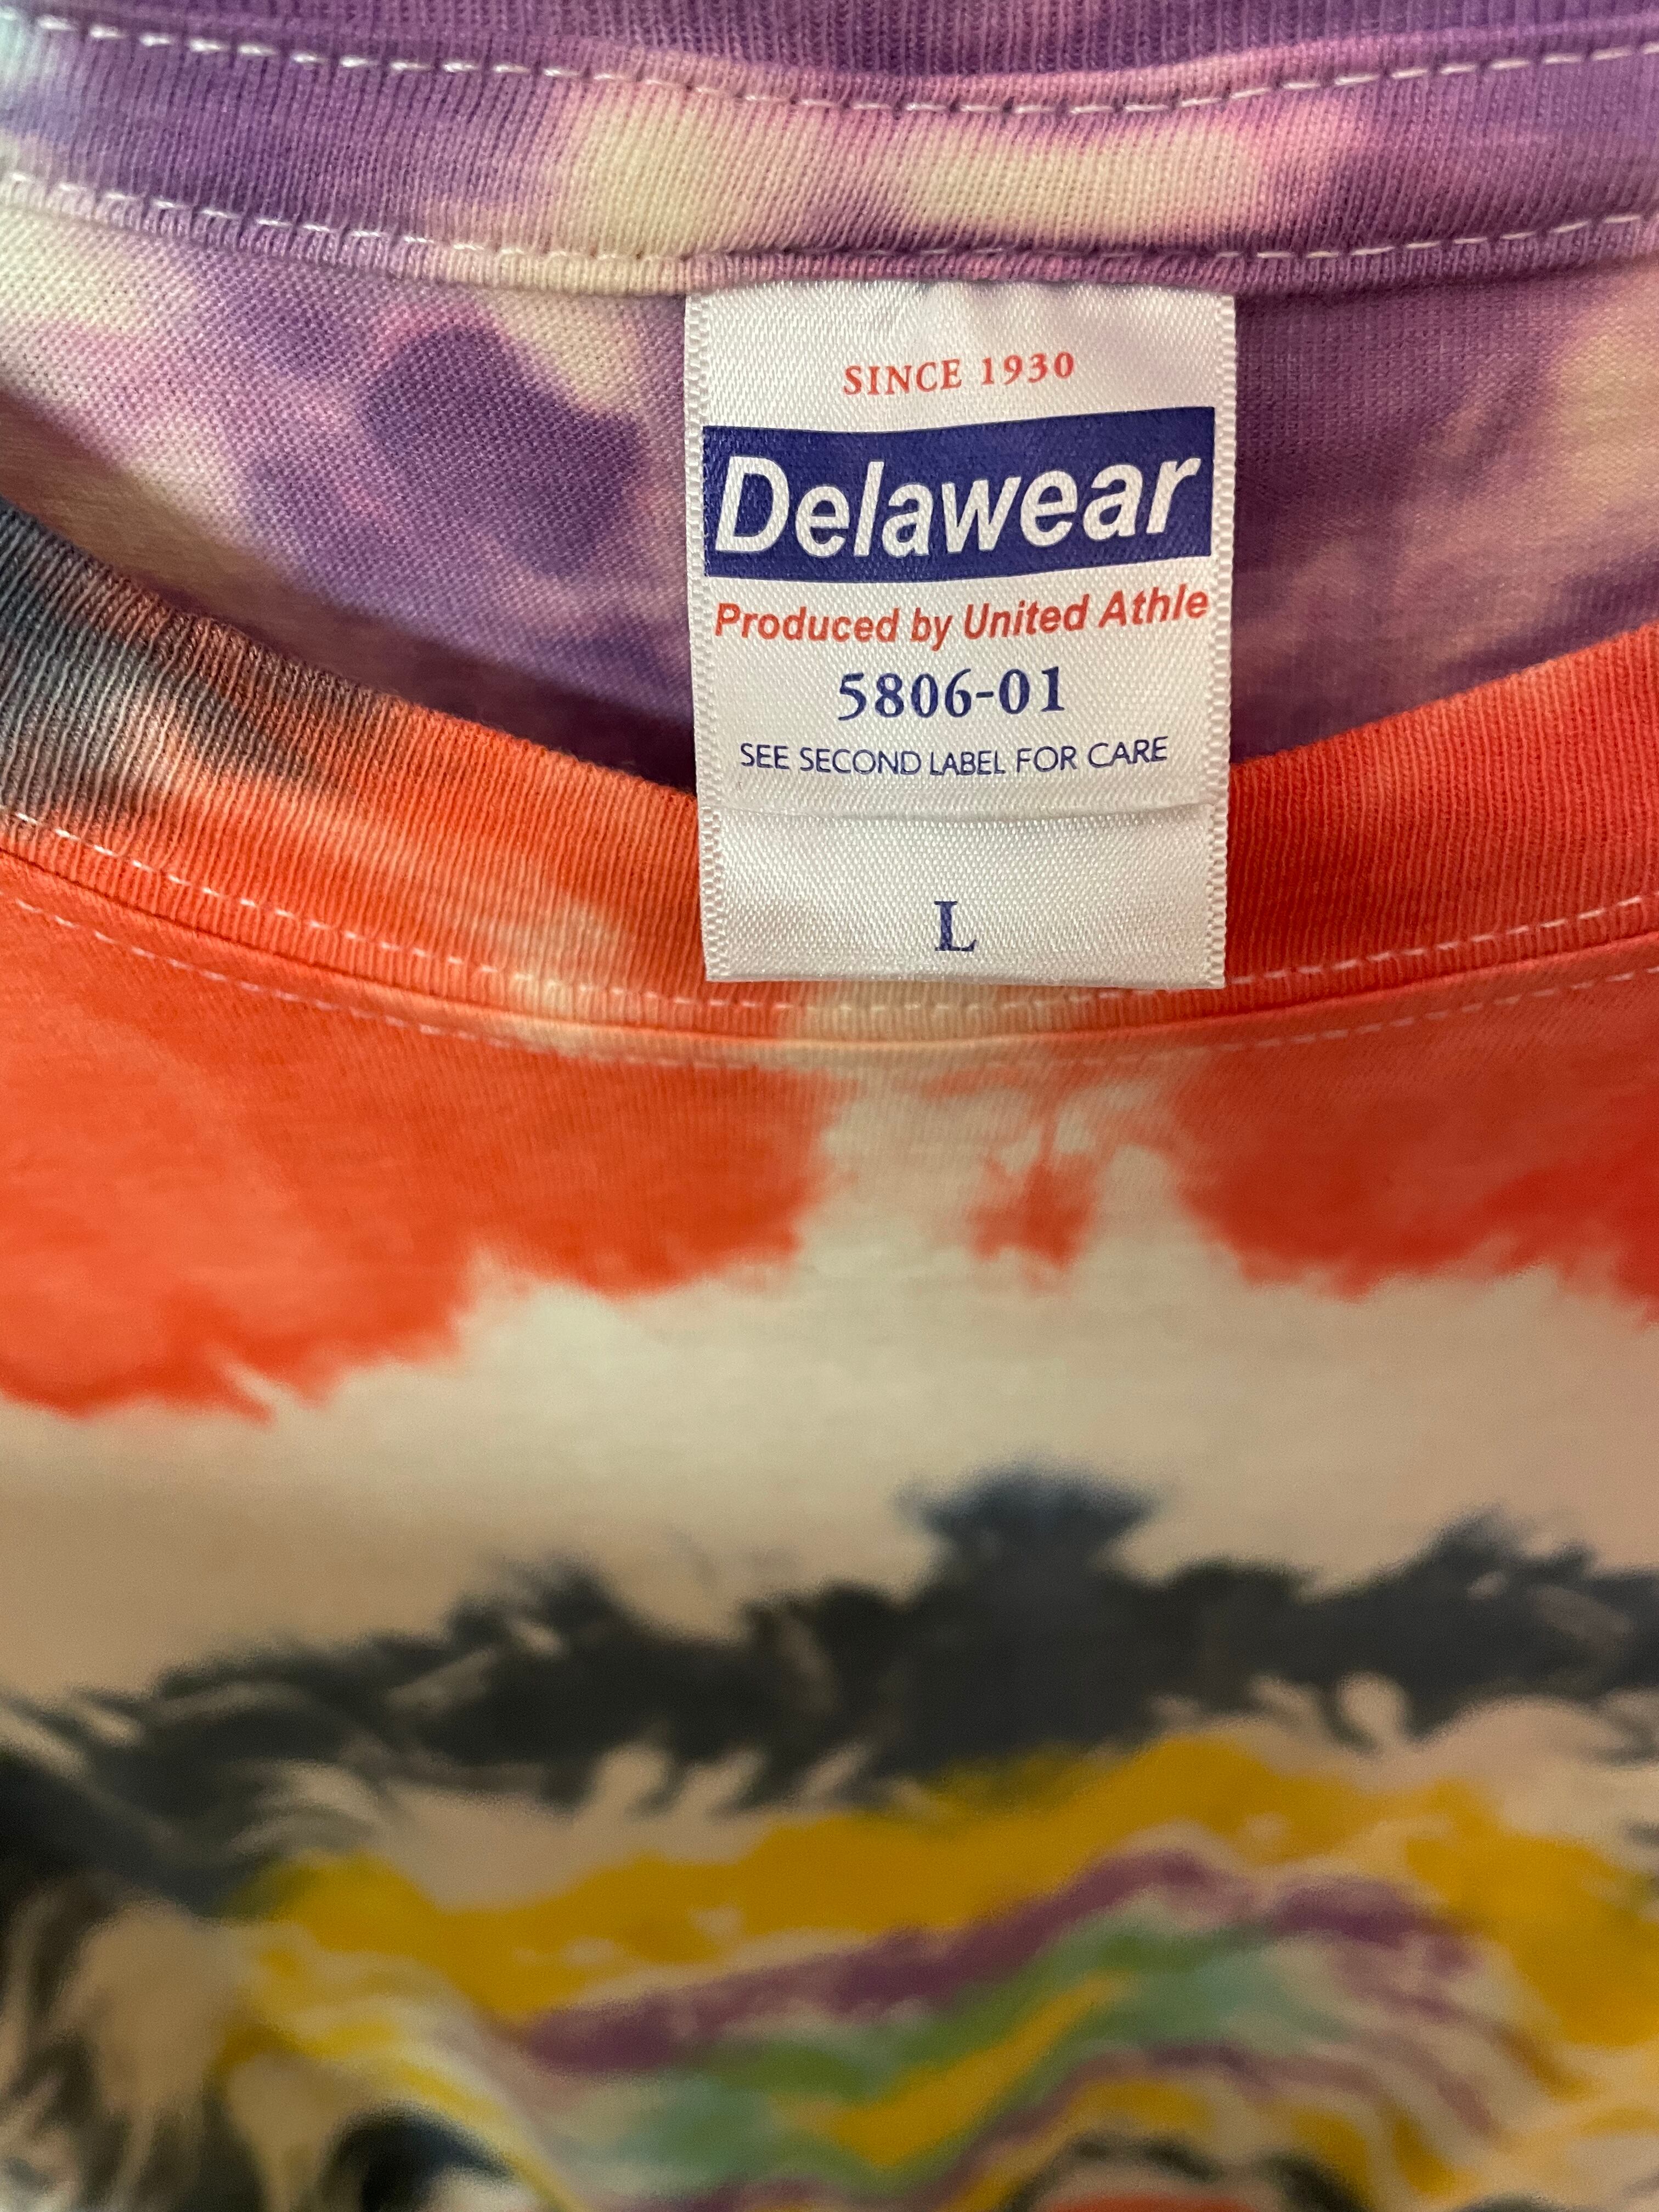 SINCE 1930
Delawear
Produced by United Athle
5806-01
SEE SECOND LABEL FOR CARE
L